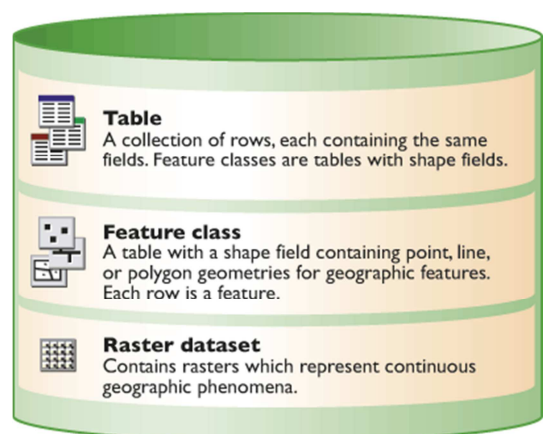 Table
A collection of rows, each containing the same
fields. Feature classes are tables with shape fields.
Feature class
A table with a shape field containing point, line,
or polygon geometries for geographic features.
Each row is a feature.
Raster dataset
Contains rasters which represent continuous
geographic phenomena.